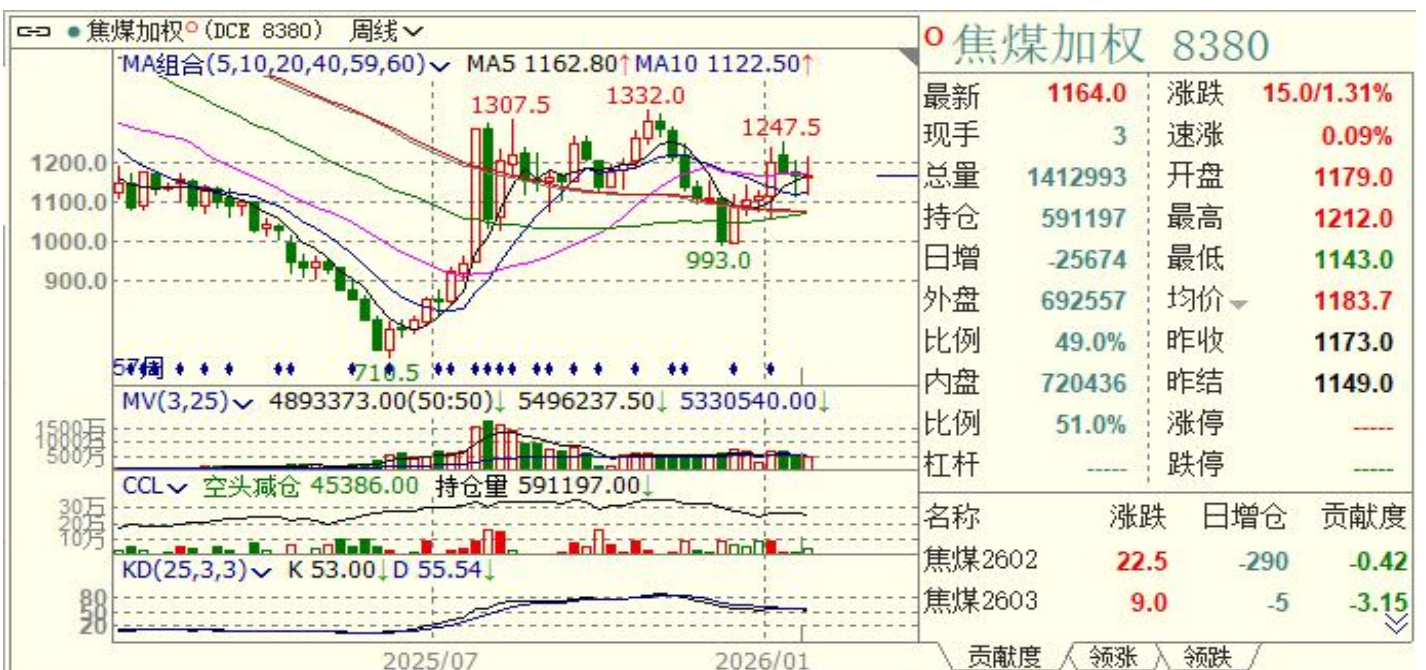 焦煤加权 (DCE 8380) 周线
MA组合(5,10,20,40,59,60) MA5 1162.80↑ MA10 1122.50↑
1307.5
1332.0
1247.5
1200.0
1100.0
1000.0
993.0
900.0
57周
MV(3,25) 4893373.00(50:50)↓ 5496237.50↓ 5330540.00↓
1500万
1000万
500万
CCL 空头减仓 45386.00 持仓量 591197.00↓
30万
20万
10万
KD(25,3,3) K 53.00↓ D 55.54↓
80
50
20
2025/07
2026/01
焦煤加权 8380
最新 1164.0 涨跌 15.0/1.31%
现手 3 速涨 0.09%
总量 1412993 开盘 1179.0
持仓 591197 最高 1212.0
日增 -25674 最低 1143.0
外盘 692557 均价 1183.7
比例 49.0% 昨收 1173.0
内盘 720436 昨结 1149.0
比例 51.0% 涨停 -----
杠杆 ----- 跌停 -----
名称 涨跌 日增仓 贡献度
焦煤2602 22.5 -290 -0.42
焦煤2603 9.0 -5 -3.15
贡献度 领涨 领跌